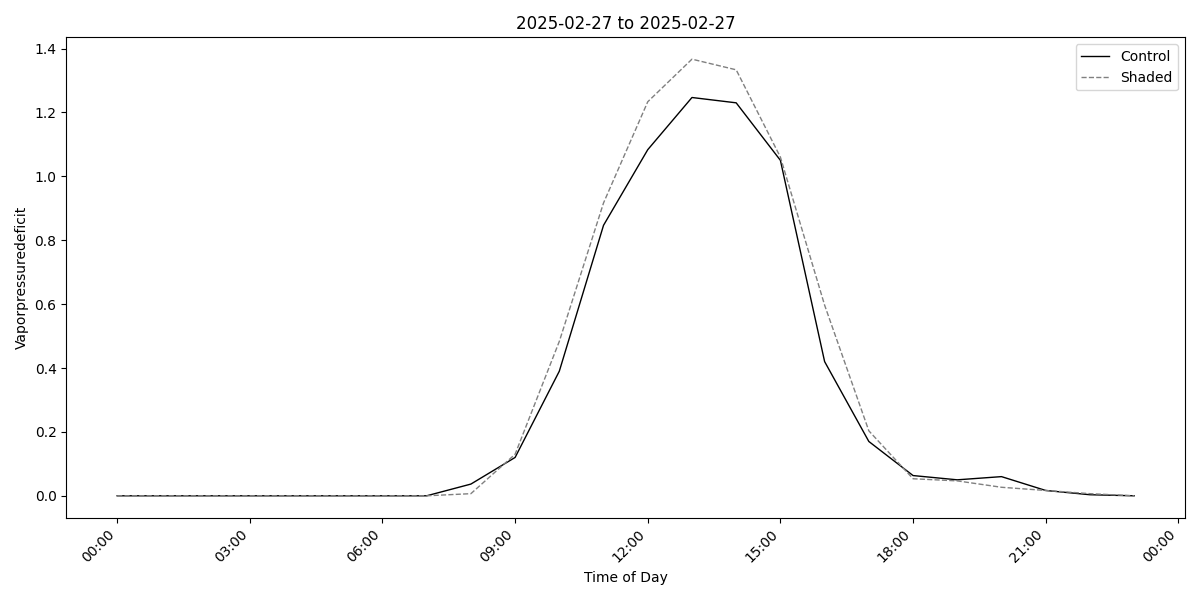 2025-02-27 to 2025-02-27
Control
Shaded
Vaporpressuredeficit
1.4
1.2
1.0
0.8
0.6
0.4
0.2
0.0
00:00 03:00 06:00 09:00 12:00 15:00 18:00 21:00 00:00
Time of Day